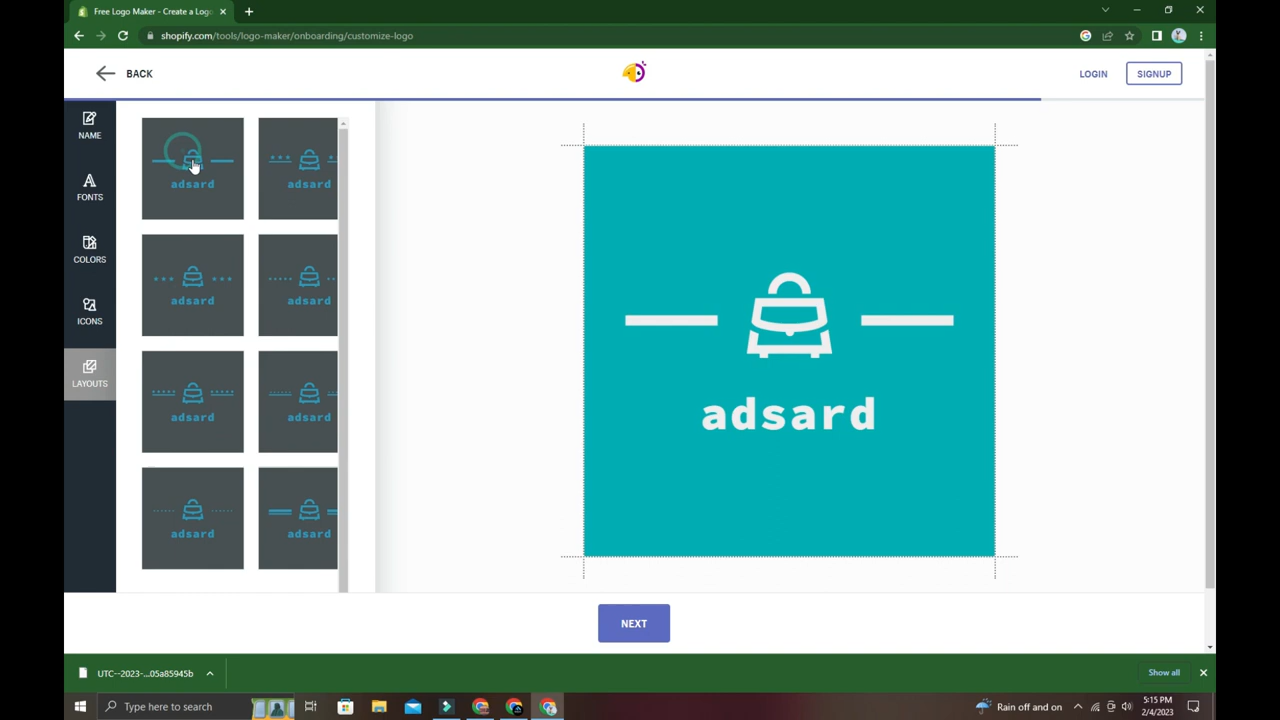 Free Logo Maker - Create a Logo
shopify.com/tools/logo-maker/onboarding/customize-logo
BACK
LOGIN
SIGNUP
NAME
FONTS
COLORS
ICONS
LAYOUTS
adsard
adsard
adsard
adsard
adsard
adsard
adsard
adsard
adsard
NEXT
UTC--2023-...05a85945b
Show all
Type here to search
Rain off and on
5:15 PM
2/4/2023